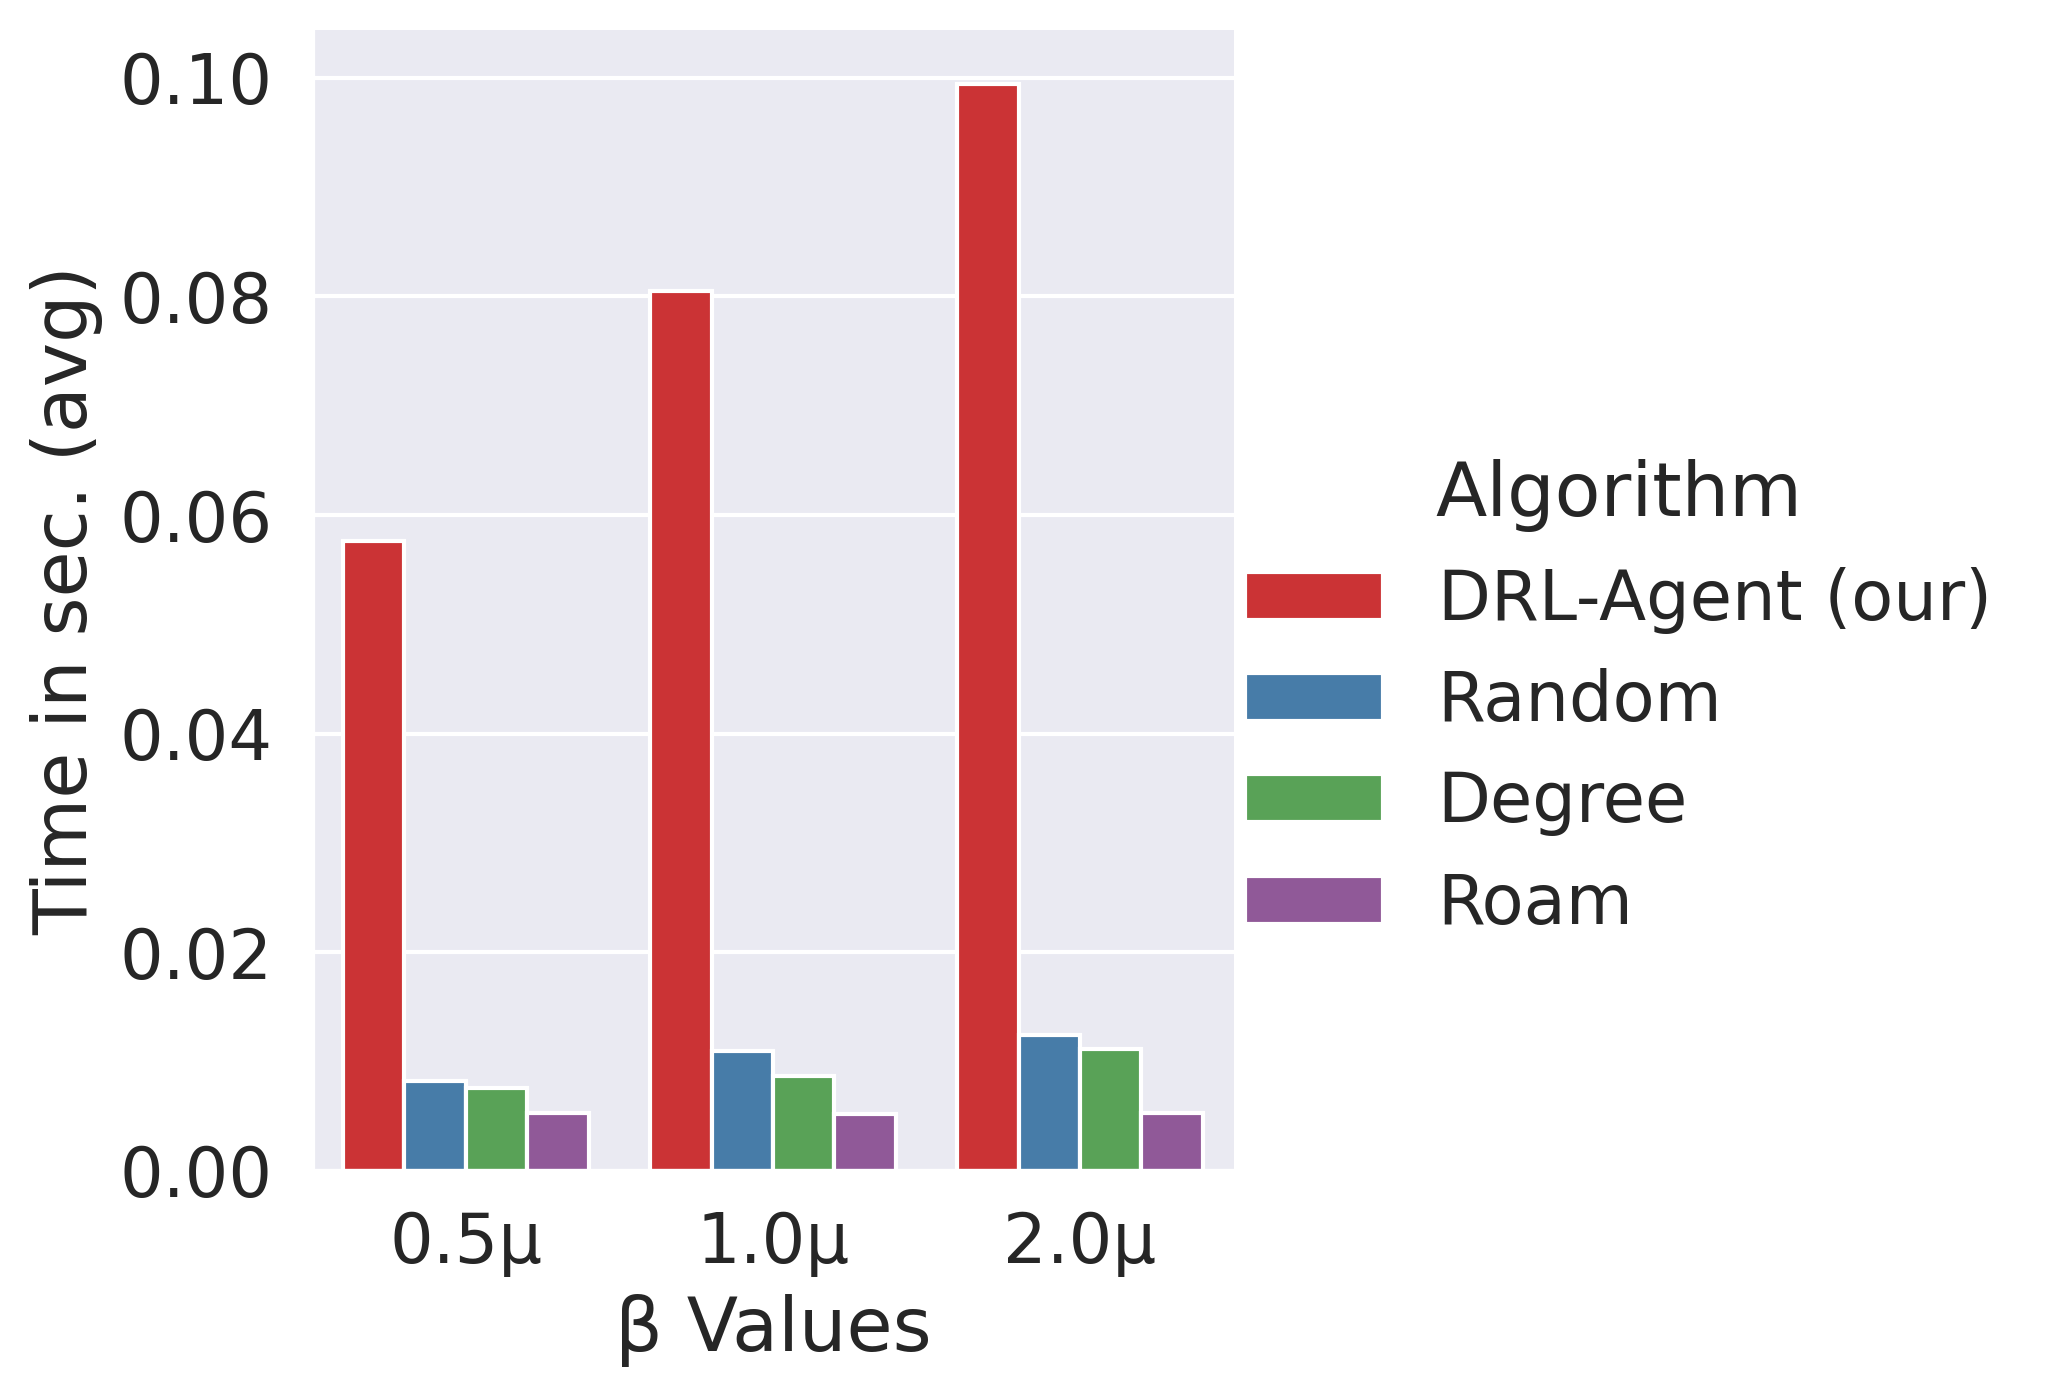 Time in sec. (avg)
0.10
0.08
0.06
0.04
0.02
0.00
0.5μ 1.0μ 2.0μ
β Values
Algorithm
DRL-Agent (our)
Random
Degree
Roam